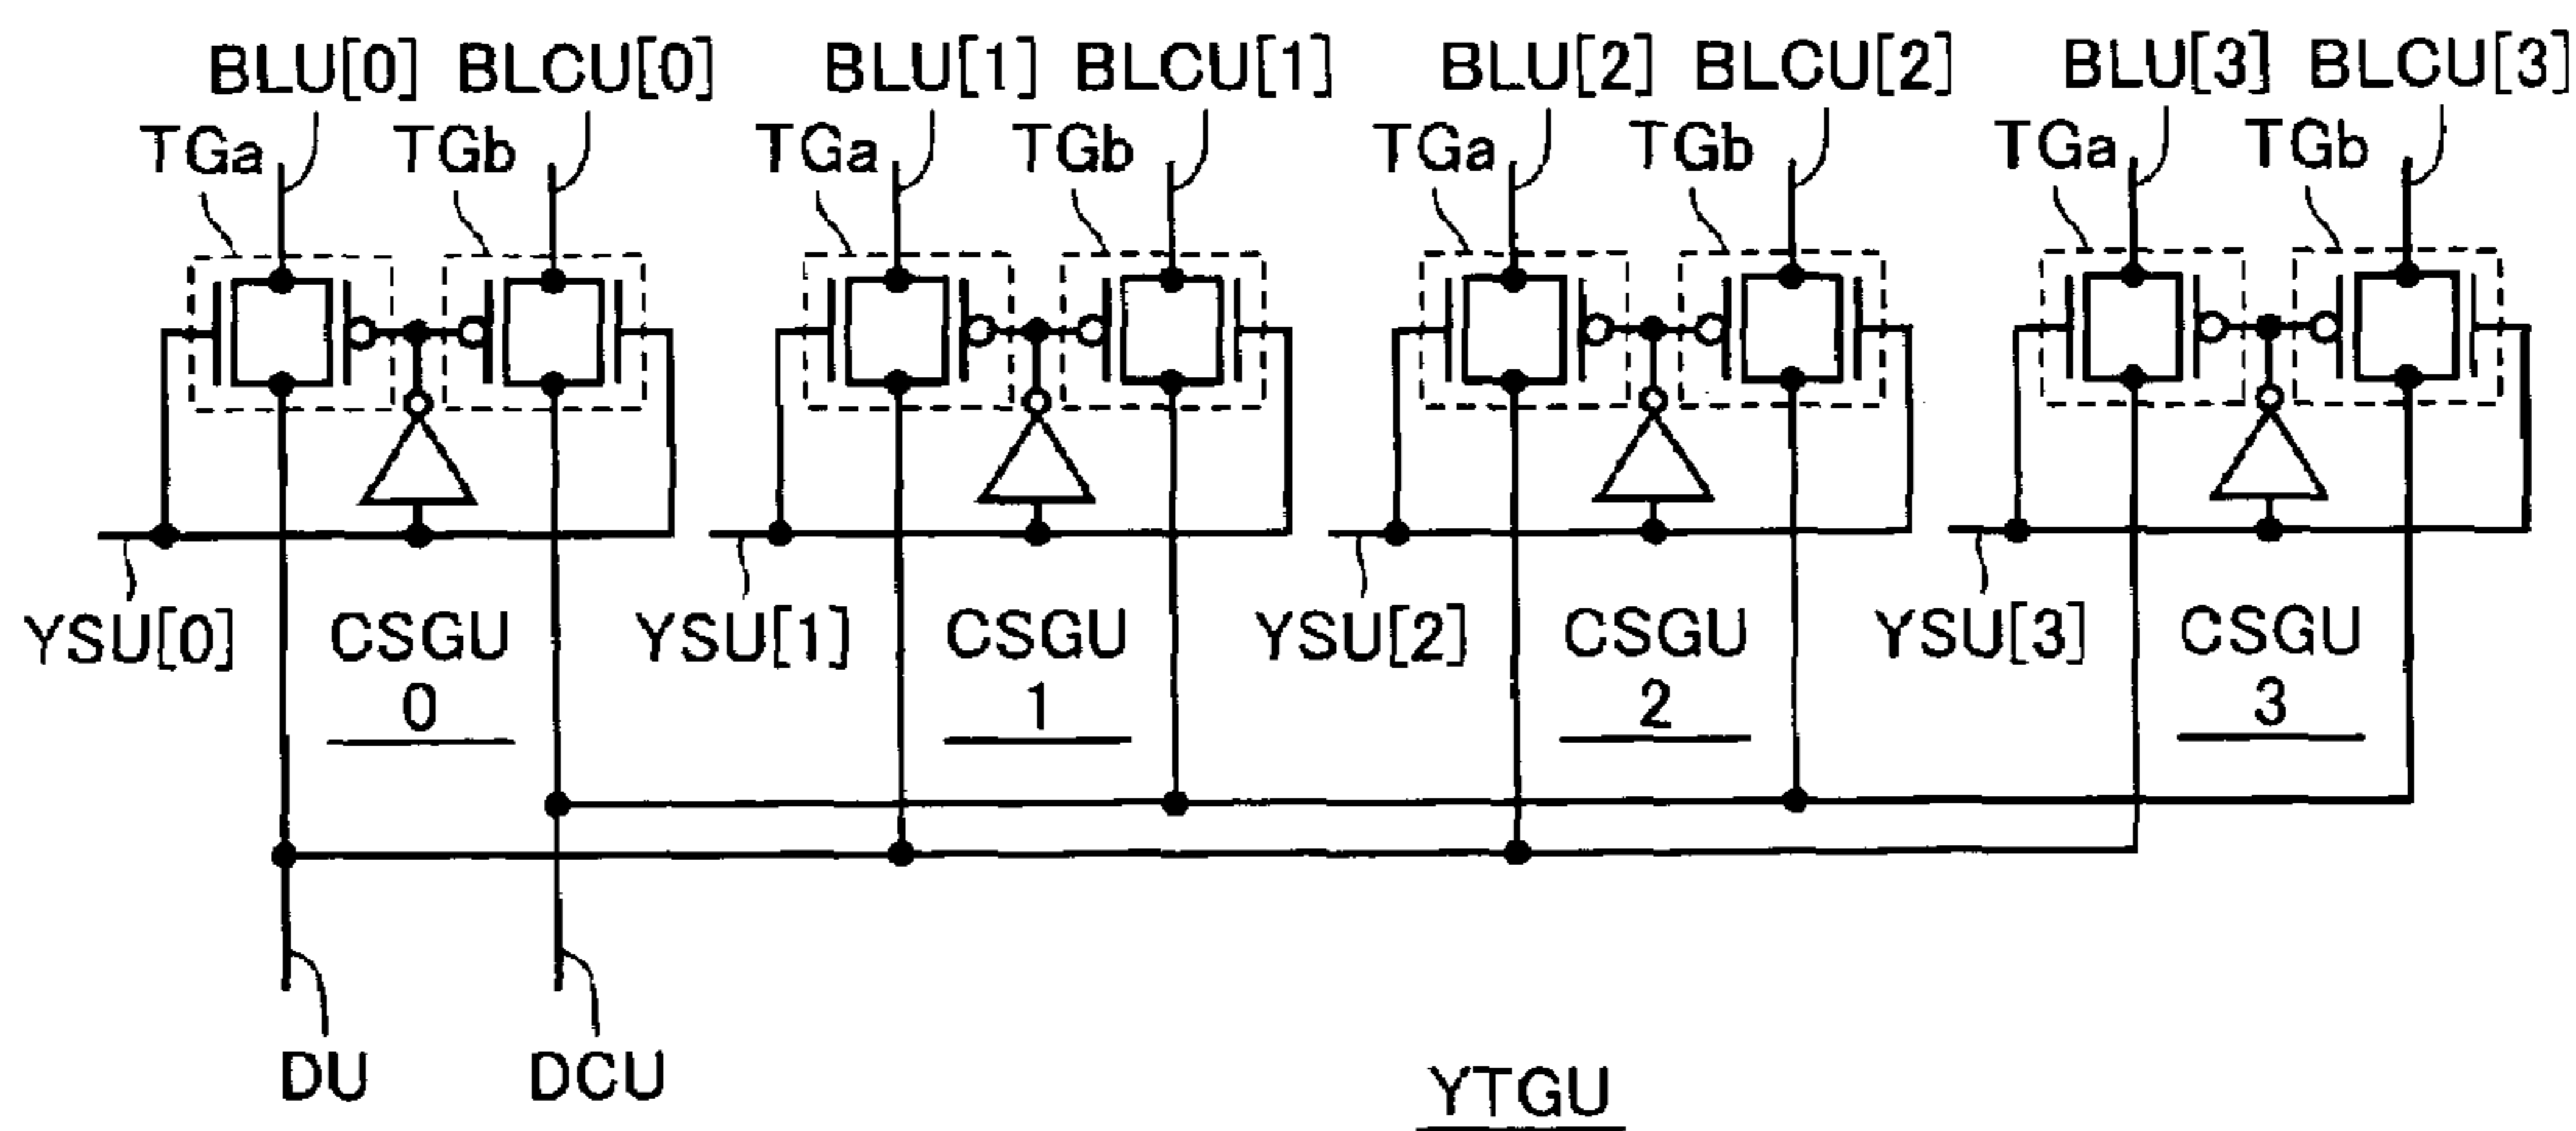 BLU[0] BLCU[0] BLU[1] BLCU[1] BLU[2] BLCU[2] BLU[3] BLCU[3]
TGa TGb TGa TGb TGa TGb TGa TGb
YSU[0] CSGU YSU[1] CSGU YSU[2] CSGU YSU[3] CSGU
0 1 2 3
DU DCU
YTGU